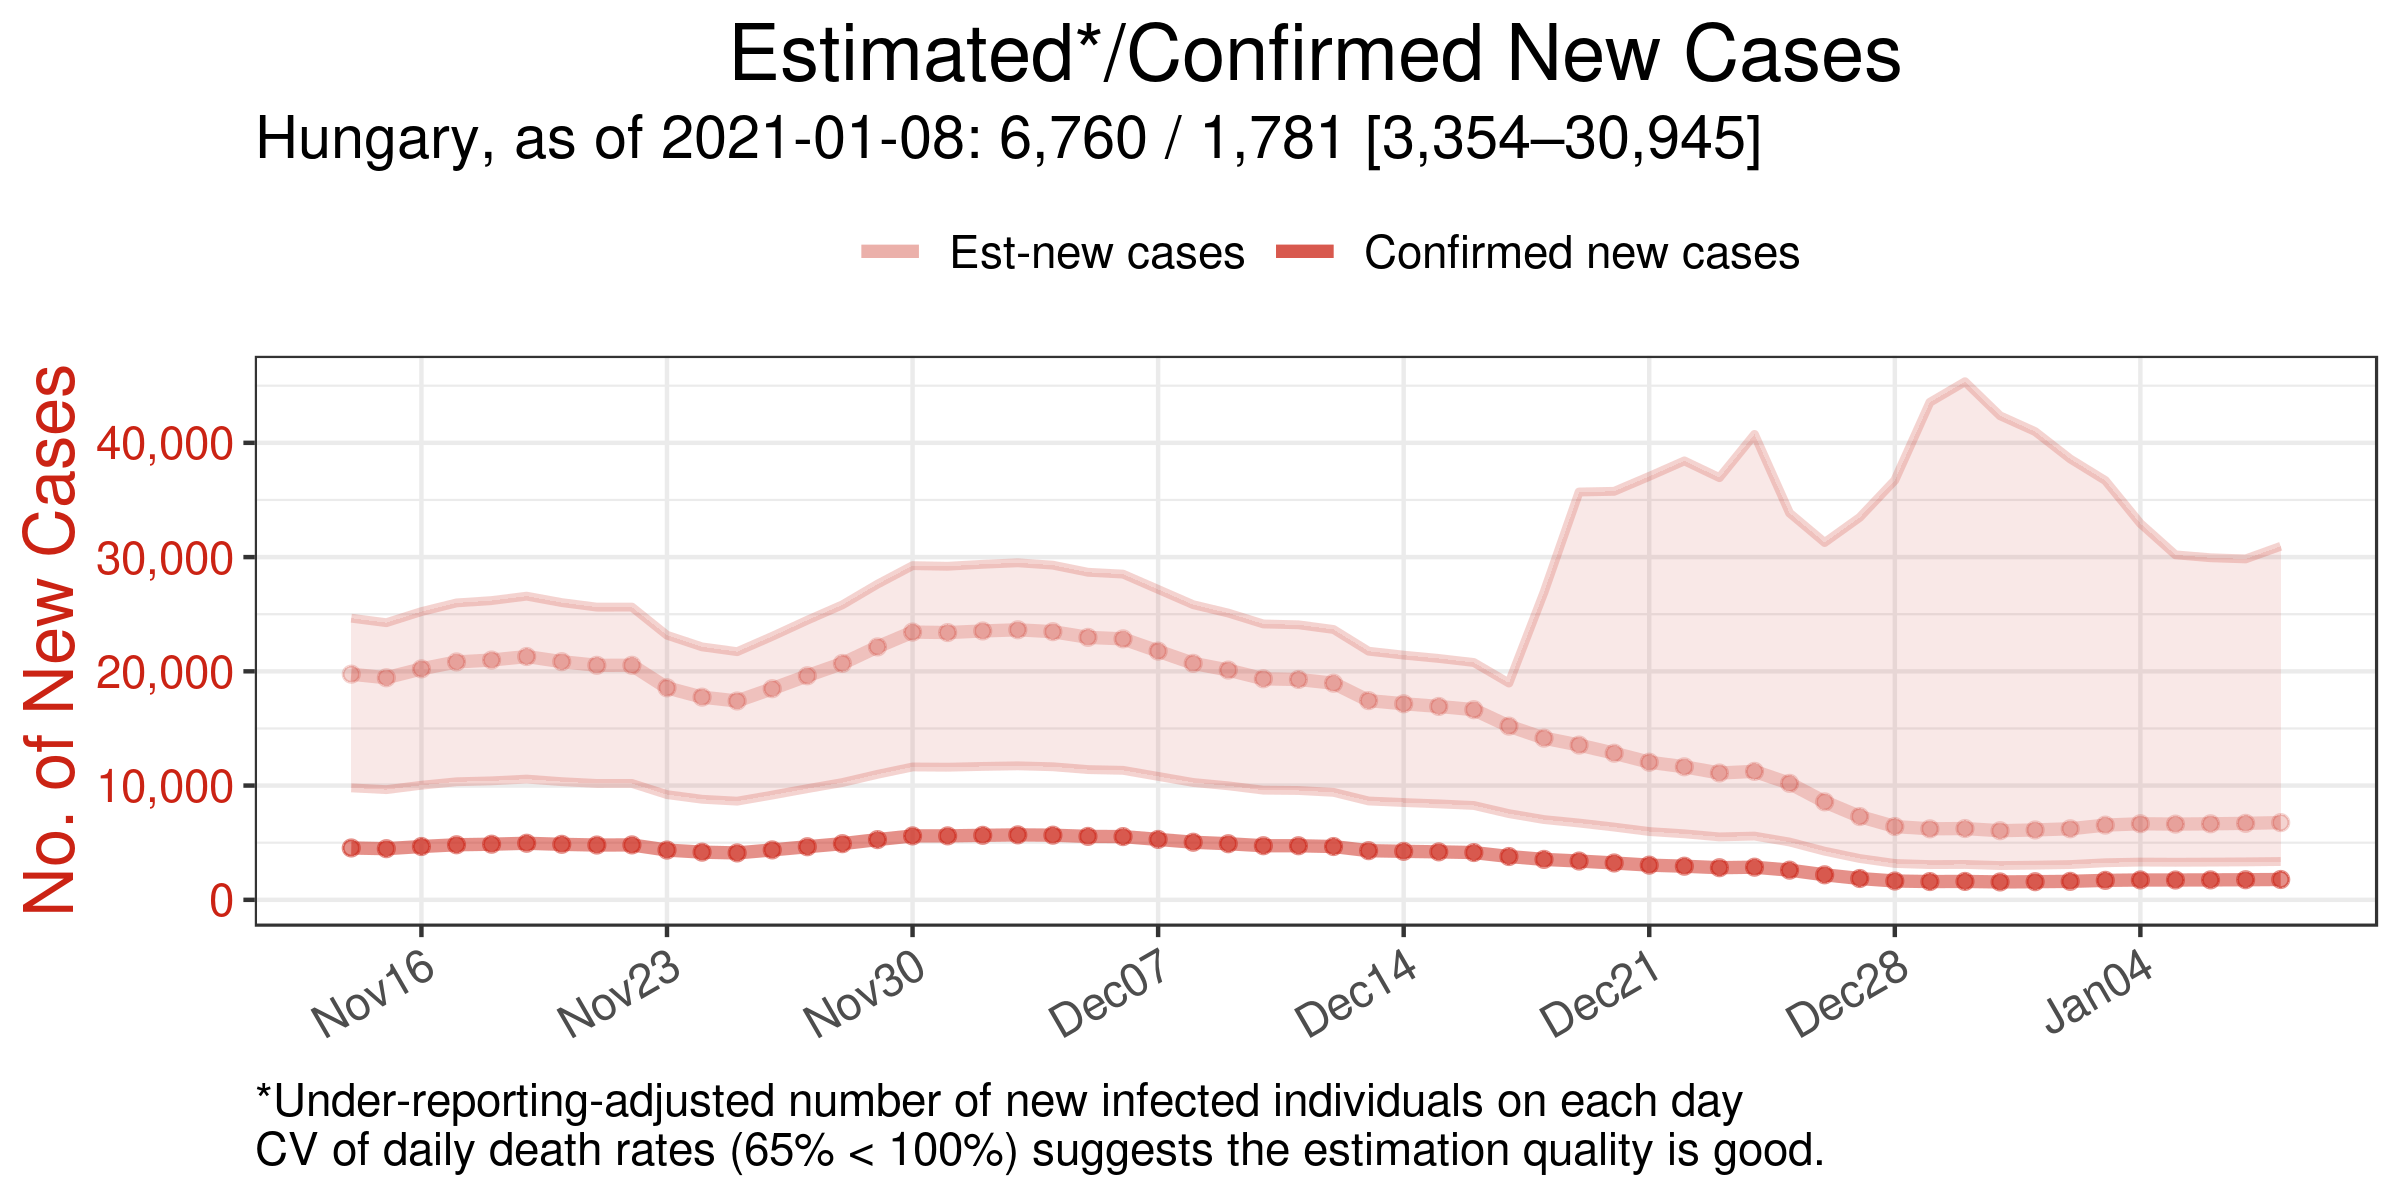 Estimated*/Confirmed New Cases
Hungary, as of 2021-01-08: 6,760 / 1,781 [3,354–30,945]
Est-new cases
Confirmed new cases
No. of New Cases
40,000
30,000
20,000
10,000
0
Nov16
Nov23
Nov30
Dec07
Dec14
Dec21
Dec28
Jan04
*Under-reporting-adjusted number of new infected individuals on each day
CV of daily death rates (65% < 100%) suggests the estimation quality is good.